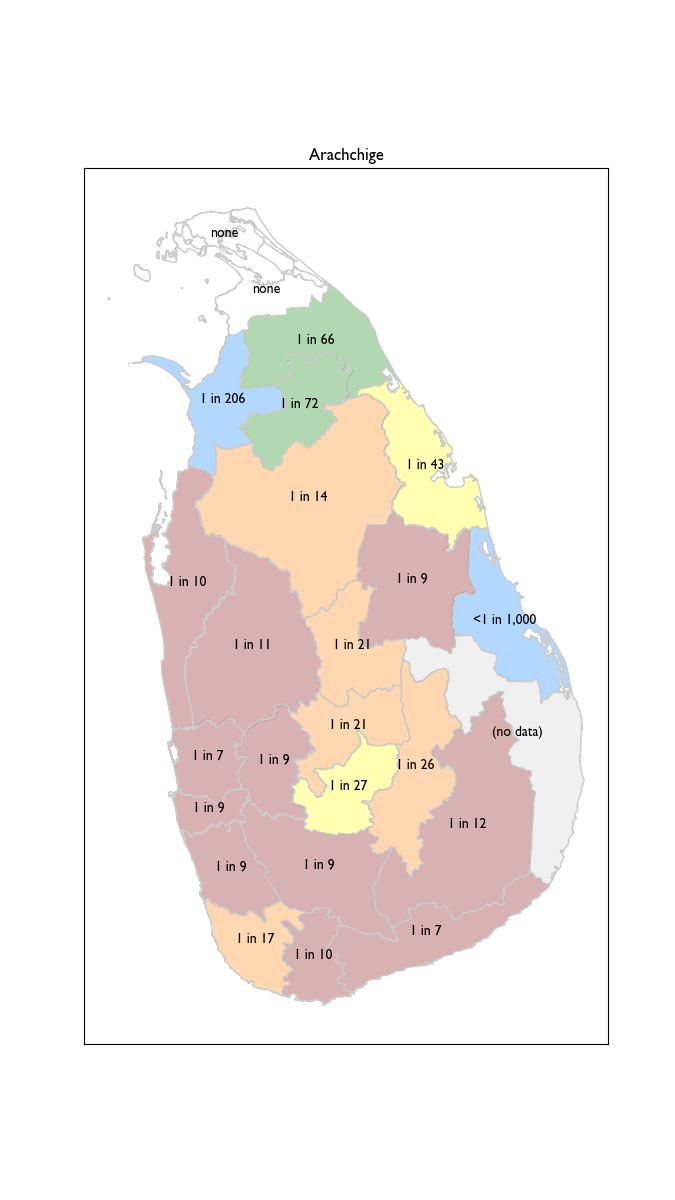 Arachchige
none
none
1 in 66
1 in 206
1 in 72
1 in 43
1 in 14
1 in 9
1 in 10
<1 in 1,000
1 in 11
1 in 21
1 in 21
(no data)
1 in 7
1 in 9
1 in 26
1 in 27
1 in 9
1 in 12
1 in 9
1 in 9
1 in 7
1 in 17
1 in 10